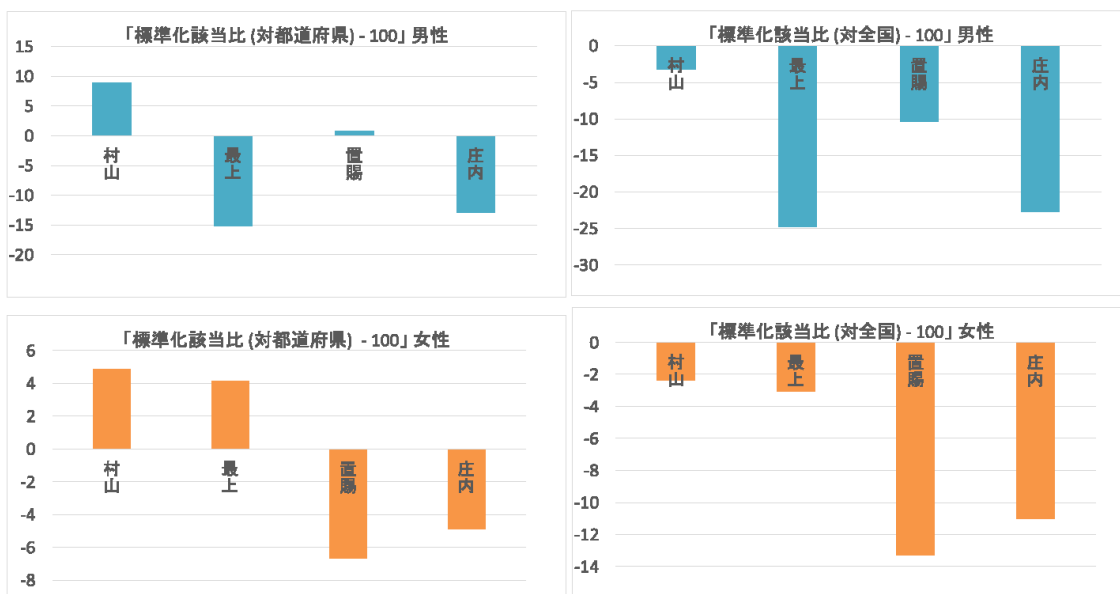 「標準化該当比 (対都道府県) - 100」 男性
15
10
5
0
-5
-10
-15
-20
村山
最上
置賜
庄内
「標準化該当比 (対全国) - 100」 男性
0
-5
-10
-15
-20
-25
-30
村山
最上
置賜
庄内
「標準化該当比 (対都道府県) - 100」 女性
6
4
2
0
-2
-4
-6
-8
村山
最上
置賜
庄内
「標準化該当比 (対全国) - 100」 女性
0
-2
-4
-6
-8
-10
-12
-14
村山
最上
置賜
庄内